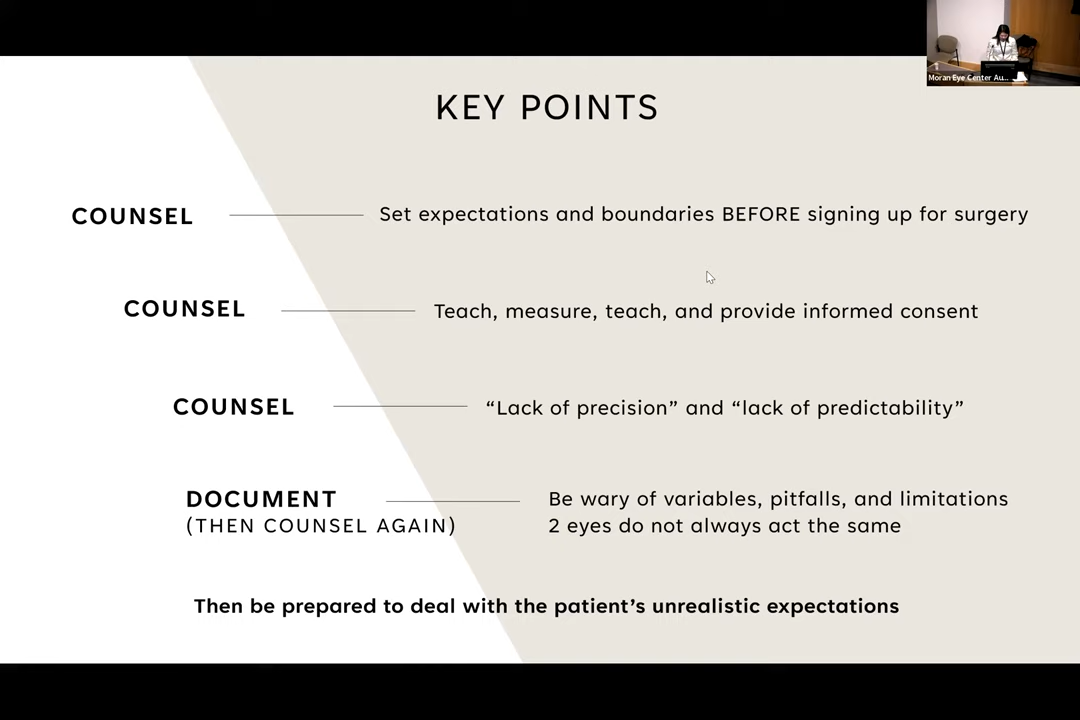 Moran Eye Center Au...
KEY POINTS
COUNSEL
Set expectations and boundaries BEFORE signing up for surgery
COUNSEL
Teach, measure, teach, and provide informed consent
COUNSEL
“Lack of precision” and “lack of predictability”
DOCUMENT
(THEN COUNSEL AGAIN)
Be wary of variables, pitfalls, and limitations
2 eyes do not always act the same
Then be prepared to deal with the patient’s unrealistic expectations